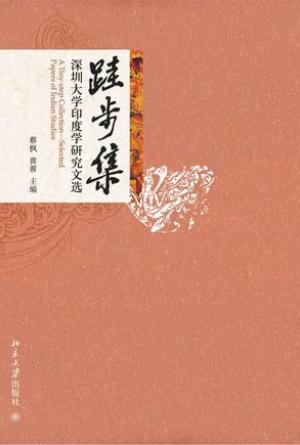 跬步集
深圳大学印度学研究文选
A Tiny-step Collection—Selected
Papers of Indian Studies
蔡枫 黄蓉 主编
北京大学出版社